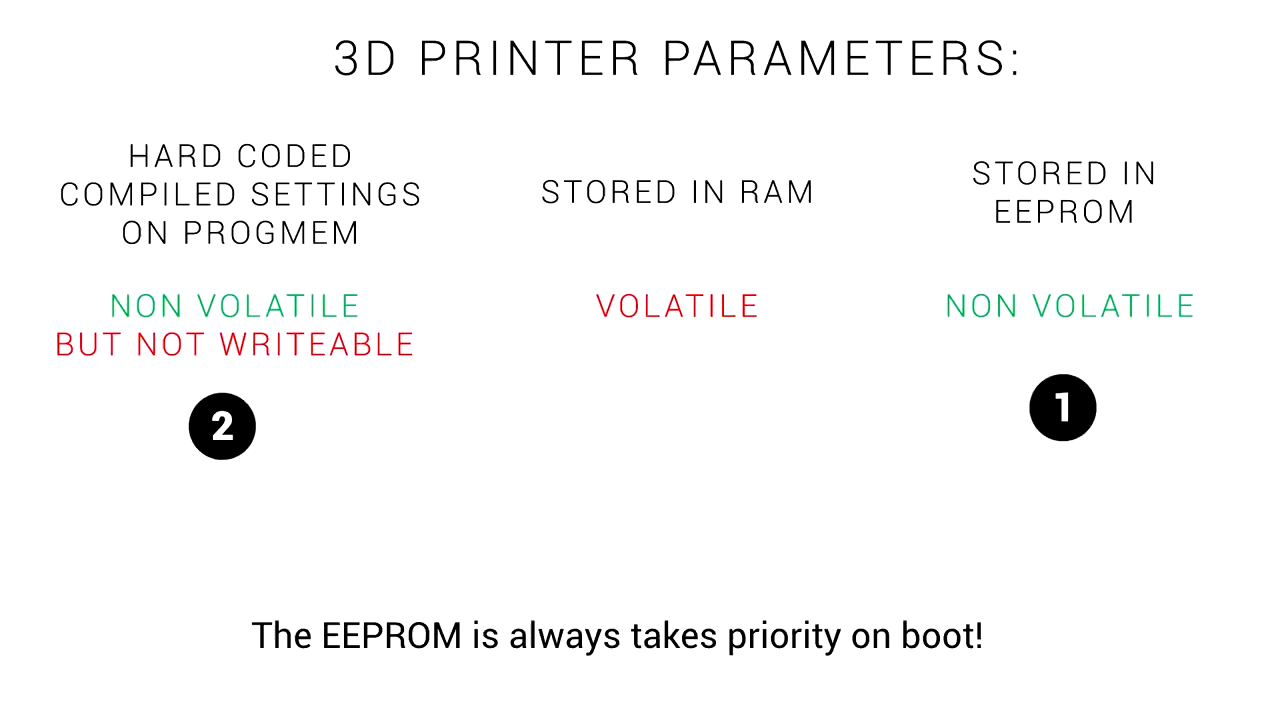 3D PRINTER PARAMETERS:
HARD CODED
COMPILED SETTINGS
ON PROGMEM
NON VOLATILE
BUT NOT WRITEABLE
2
STORED IN RAM
VOLATILE
STORED IN
EEPROM
NON VOLATILE
1
The EEPROM is always takes priority on boot!